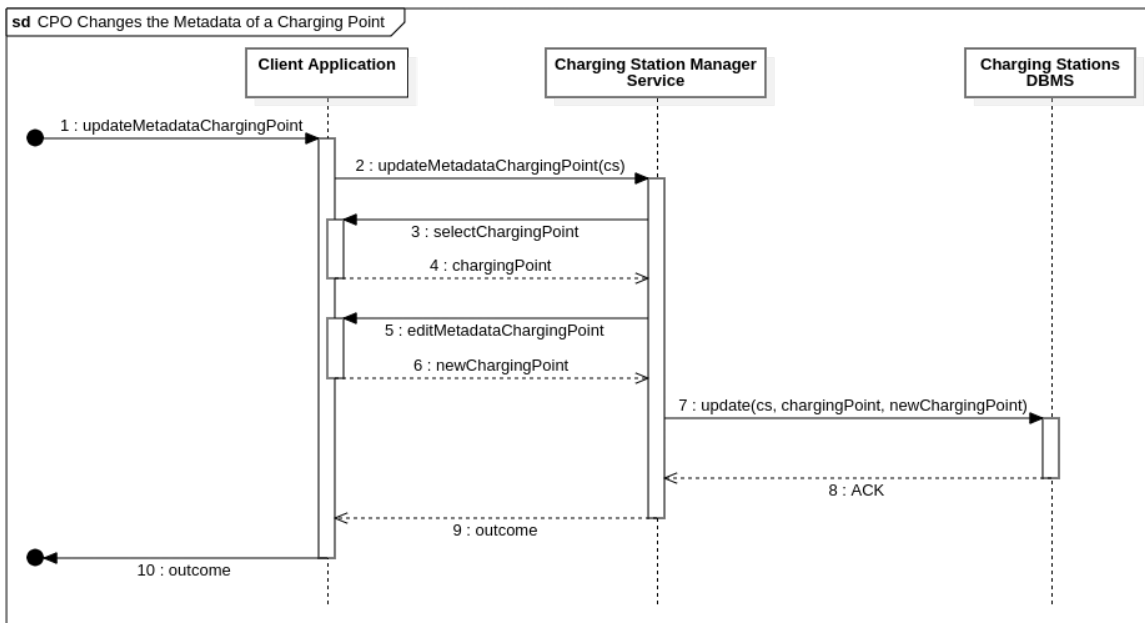 sd CPO Changes the Metadata of a Charging Point
Client Application
Charging Station Manager
Service
Charging Stations
DBMS
1 : updateMetadataChargingPoint
2 : updateMetadataChargingPoint(cs)
3 : selectChargingPoint
4 : chargingPoint
5 : editMetadataChargingPoint
6 : newChargingPoint
7 : update(cs, chargingPoint, newChargingPoint)
8 : ACK
9 : outcome
10 : outcome